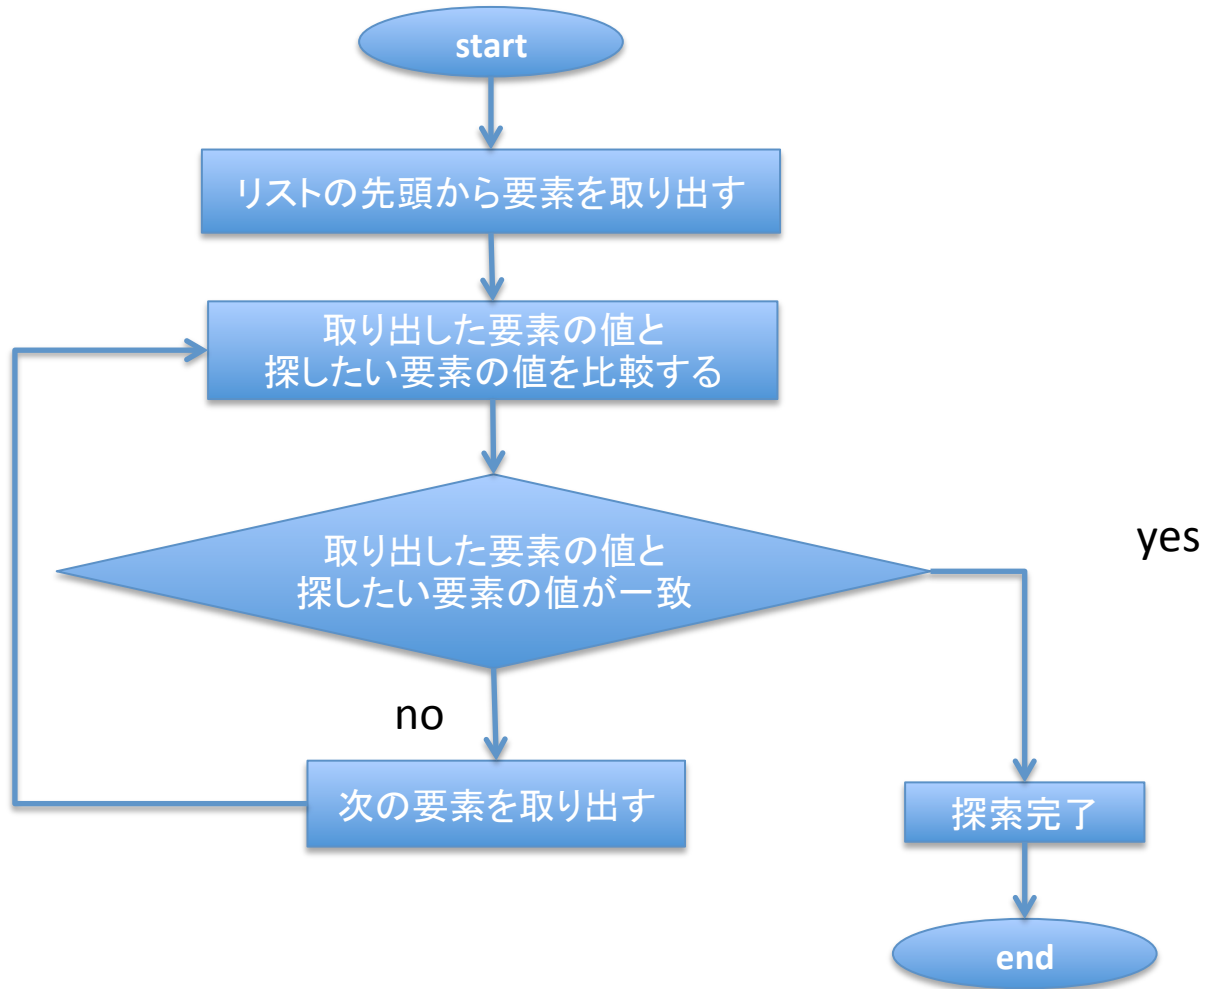 start
リストの先頭から要素を取り出す
取り出した要素の値と
探したい要素の値を比較する
取り出した要素の値と
探したい要素の値が一致
yes
no
次の要素を取り出す
探索完了
end